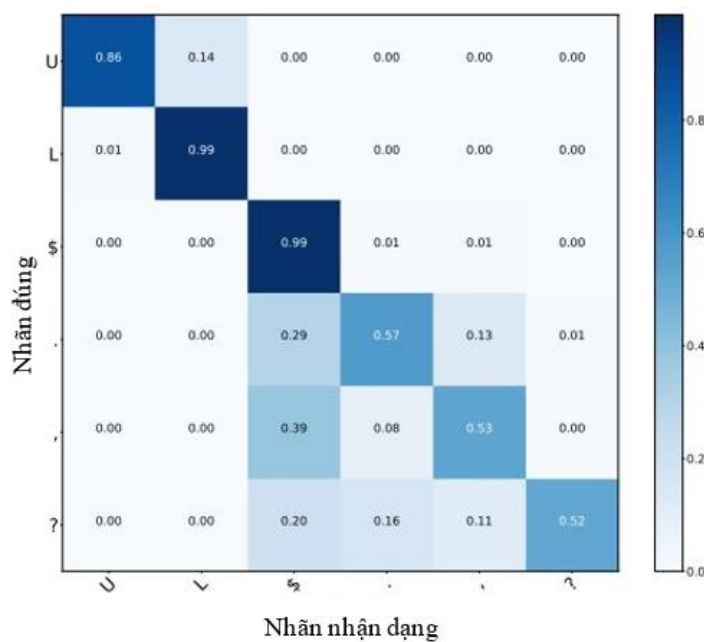 U 0.86 0.14 0.00 0.00 0.00 0.00
L 0.01 0.99 0.00 0.00 0.00 0.00
$ 0.00 0.00 0.99 0.01 0.01 0.00
. 0.00 0.00 0.29 0.57 0.13 0.01
, 0.00 0.00 0.39 0.08 0.53 0.00
? 0.00 0.00 0.20 0.16 0.11 0.52
U L $ . , ?
Nhãn đúng
Nhãn nhận dạng
0.8
0.6
0.4
0.2
0.0